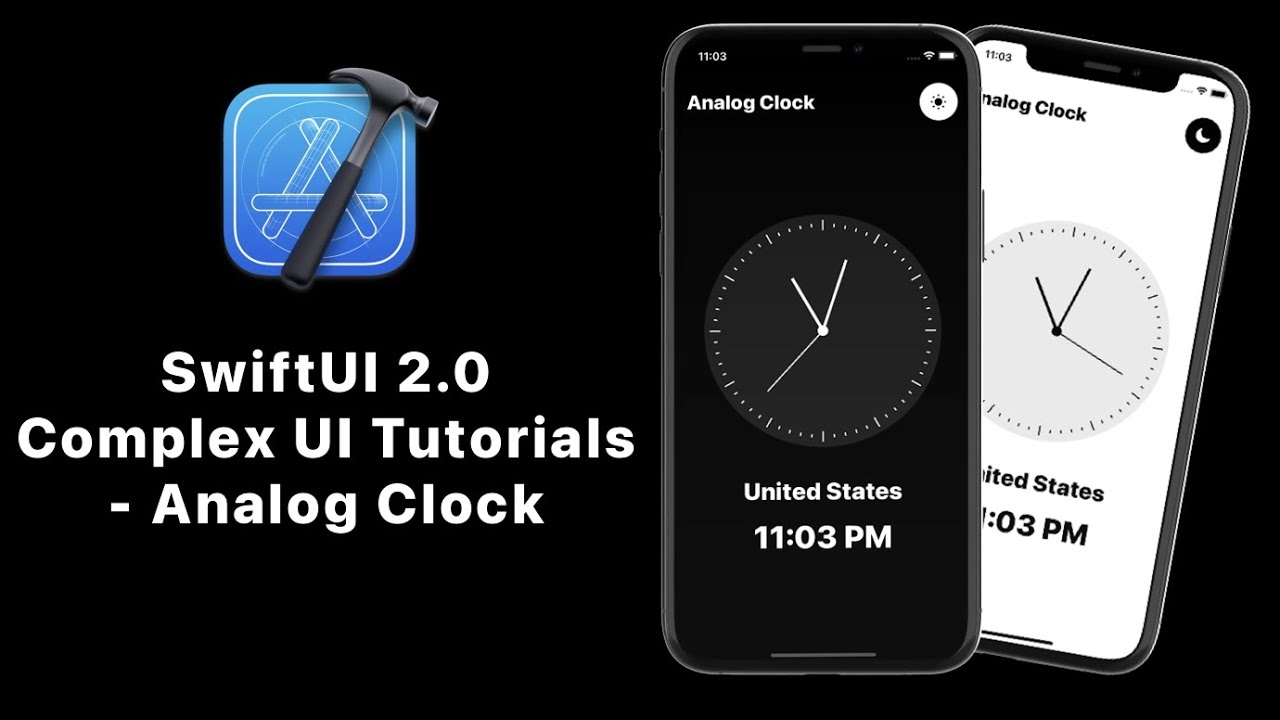 SwiftUI 2.0
Complex UI Tutorials
- Analog Clock
11:03
Analog Clock
United States
11:03 PM
11:03
nalog Clock
ited States
:03 PM